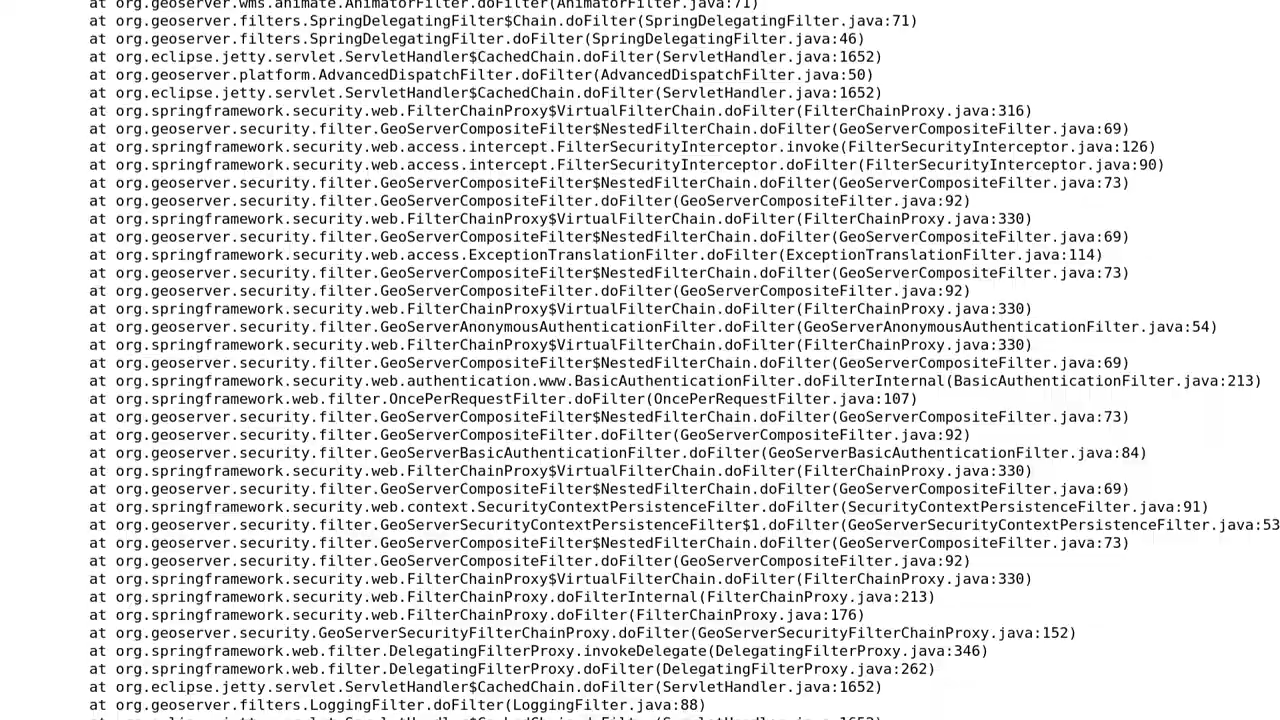 at org.geoserver.wms.animate.AnimatorFilter.doFilter(AnimatorFilter.java:71)
at org.geoserver.filters.SpringDelegatingFilter$Chain.doFilter(SpringDelegatingFilter.java:71)
at org.geoserver.filters.SpringDelegatingFilter.doFilter(SpringDelegatingFilter.java:46)
at org.eclipse.jetty.servlet.ServletHandler$CachedChain.doFilter(ServletHandler.java:1652)
at org.geoserver.platform.AdvancedDispatchFilter.doFilter(AdvancedDispatchFilter.java:50)
at org.eclipse.jetty.servlet.ServletHandler$CachedChain.doFilter(ServletHandler.java:1652)
at org.springframework.security.web.FilterChainProxy$VirtualFilterChain.doFilter(FilterChainProxy.java:316)
at org.geoserver.security.filter.GeoServerCompositeFilter$NestedFilterChain.doFilter(GeoServerCompositeFilter.java:69)
at org.springframework.security.web.access.intercept.FilterSecurityInterceptor.invoke(FilterSecurityInterceptor.java:126)
at org.springframework.security.web.access.intercept.FilterSecurityInterceptor.doFilter(FilterSecurityInterceptor.java:90)
at org.geoserver.security.filter.GeoServerCompositeFilter$NestedFilterChain.doFilter(GeoServerCompositeFilter.java:73)
at org.geoserver.security.filter.GeoServerCompositeFilter.doFilter(GeoServerCompositeFilter.java:92)
at org.springframework.security.web.FilterChainProxy$VirtualFilterChain.doFilter(FilterChainProxy.java:330)
at org.geoserver.security.filter.GeoServerCompositeFilter$NestedFilterChain.doFilter(GeoServerCompositeFilter.java:69)
at org.springframework.security.web.access.ExceptionTranslationFilter.doFilter(ExceptionTranslationFilter.java:114)
at org.geoserver.security.filter.GeoServerCompositeFilter$NestedFilterChain.doFilter(GeoServerCompositeFilter.java:73)
at org.geoserver.security.filter.GeoServerCompositeFilter.doFilter(GeoServerCompositeFilter.java:92)
at org.springframework.security.web.FilterChainProxy$VirtualFilterChain.doFilter(FilterChainProxy.java:330)
at org.geoserver.security.filter.GeoServerAnonymousAuthenticationFilter.doFilter(GeoServerAnonymousAuthenticationFilter.java:54)
at org.springframework.security.web.FilterChainProxy$VirtualFilterChain.doFilter(FilterChainProxy.java:330)
at org.geoserver.security.filter.GeoServerCompositeFilter$NestedFilterChain.doFilter(GeoServerCompositeFilter.java:69)
at org.springframework.security.web.authentication.www.BasicAuthenticationFilter.doFilterInternal(BasicAuthenticationFilter.java:213)
at org.springframework.web.filter.OncePerRequestFilter.doFilter(OncePerRequestFilter.java:107)
at org.geoserver.security.filter.GeoServerCompositeFilter$NestedFilterChain.doFilter(GeoServerCompositeFilter.java:73)
at org.geoserver.security.filter.GeoServerCompositeFilter.doFilter(GeoServerCompositeFilter.java:92)
at org.geoserver.security.filter.GeoServerBasicAuthenticationFilter.doFilter(GeoServerBasicAuthenticationFilter.java:84)
at org.springframework.security.web.FilterChainProxy$VirtualFilterChain.doFilter(FilterChainProxy.java:330)
at org.geoserver.security.filter.GeoServerCompositeFilter$NestedFilterChain.doFilter(GeoServerCompositeFilter.java:69)
at org.springframework.security.web.context.SecurityContextPersistenceFilter.doFilter(SecurityContextPersistenceFilter.java:91)
at org.geoserver.security.filter.GeoServerSecurityContextPersistenceFilter$1.doFilter(GeoServerSecurityContextPersistenceFilter.java:53
at org.geoserver.security.filter.GeoServerCompositeFilter$NestedFilterChain.doFilter(GeoServerCompositeFilter.java:73)
at org.geoserver.security.filter.GeoServerCompositeFilter.doFilter(GeoServerCompositeFilter.java:92)
at org.springframework.security.web.FilterChainProxy$VirtualFilterChain.doFilter(FilterChainProxy.java:330)
at org.springframework.security.web.FilterChainProxy.doFilterInternal(FilterChainProxy.java:213)
at org.springframework.security.web.FilterChainProxy.doFilter(FilterChainProxy.java:176)
at org.geoserver.security.GeoServerSecurityFilterChainProxy.doFilter(GeoServerSecurityFilterChainProxy.java:152)
at org.springframework.web.filter.DelegatingFilterProxy.invokeDelegate(DelegatingFilterProxy.java:346)
at org.springframework.web.filter.DelegatingFilterProxy.doFilter(DelegatingFilterProxy.java:262)
at org.eclipse.jetty.servlet.ServletHandler$CachedChain.doFilter(ServletHandler.java:1652)
at org.geoserver.filters.LoggingFilter.doFilter(LoggingFilter.java:88)